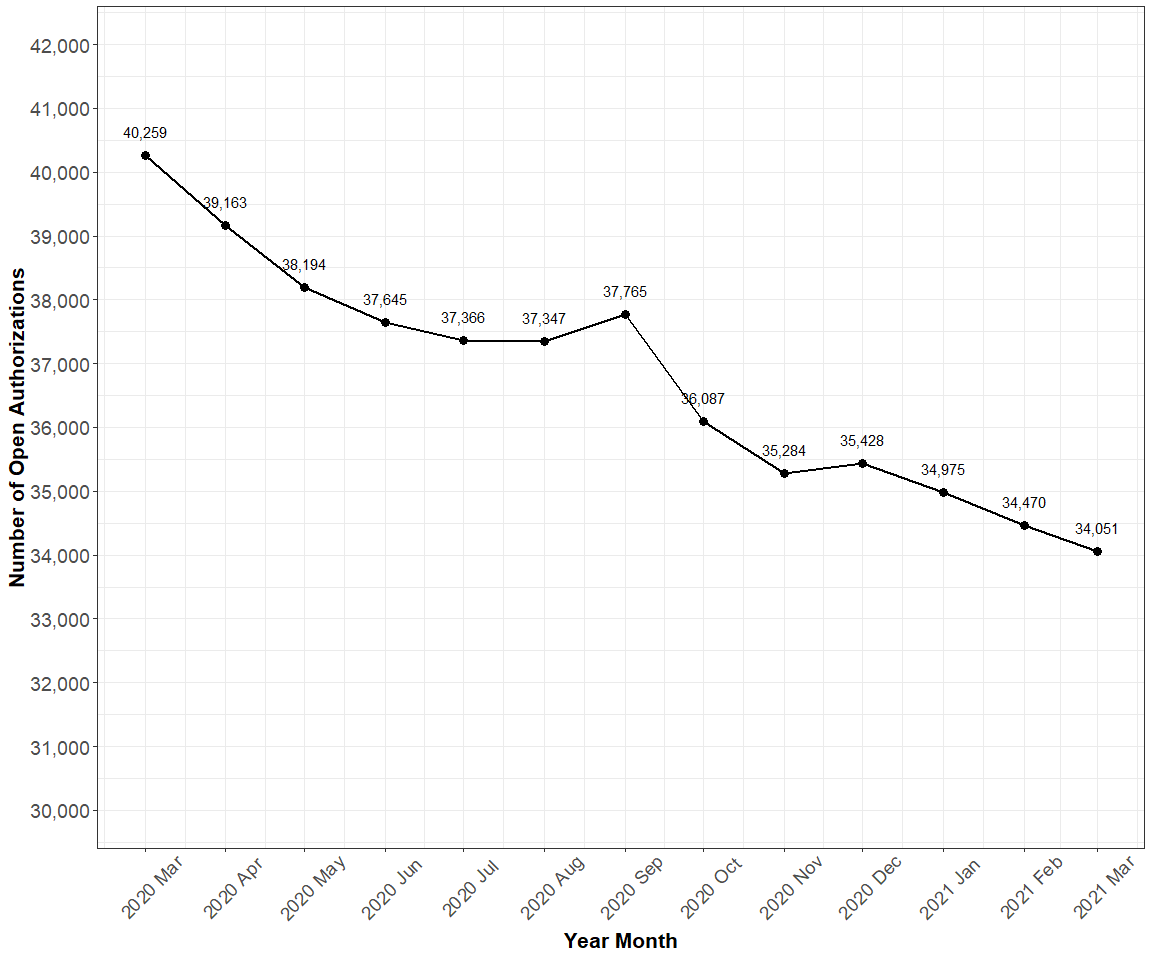 Number of Open Authorizations
42,000
41,000
40,000
39,000
38,000
37,000
36,000
35,000
34,000
33,000
32,000
31,000
30,000
40,259
39,163
38,194
37,645
37,366
37,347
37,765
36,087
35,284
35,428
34,975
34,470
34,051
2020 Mar
2020 Apr
2020 May
2020 Jun
2020 Jul
2020 Aug
2020 Sep
2020 Oct
2020 Nov
2020 Dec
2021 Jan
2021 Feb
2021 Mar
Year Month